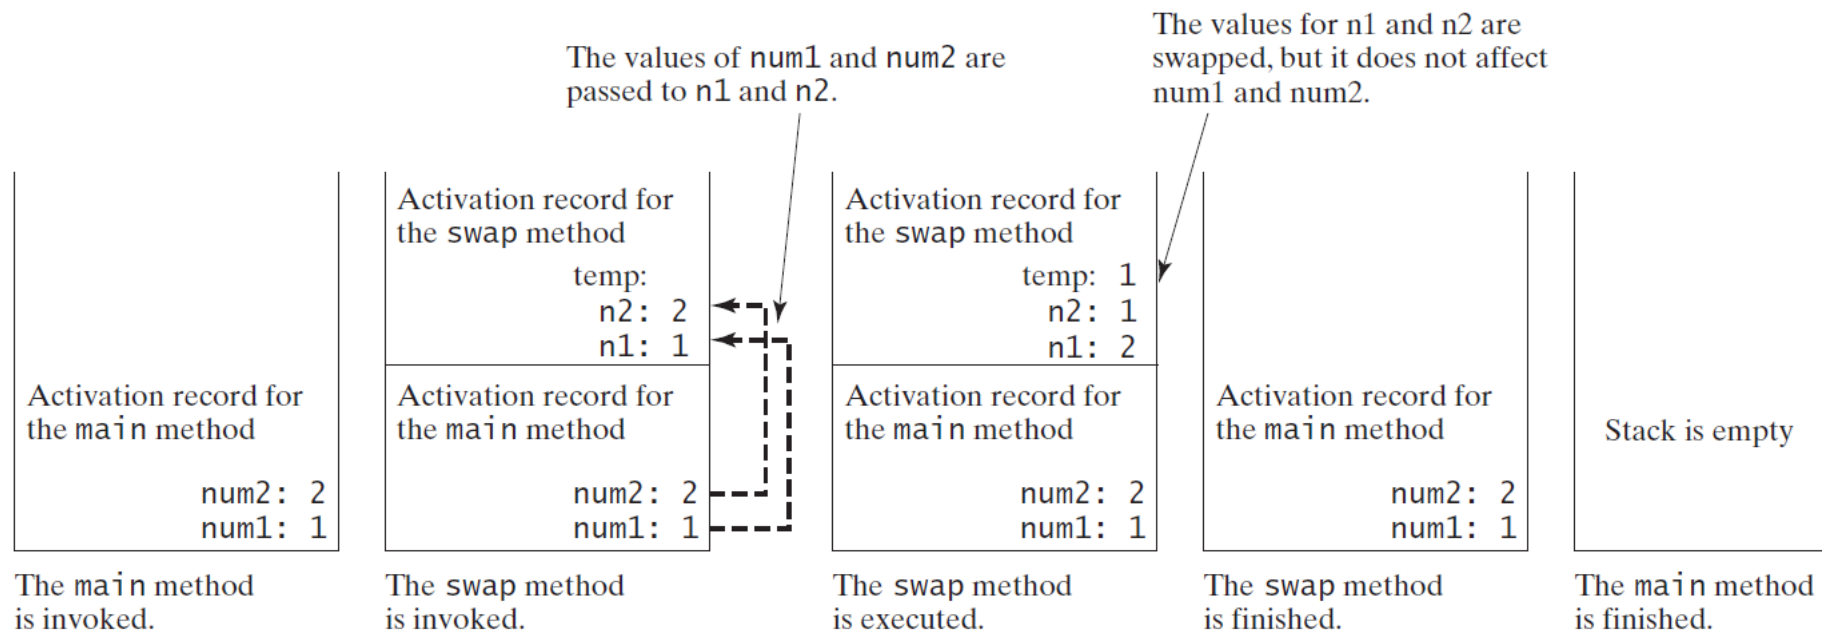 The values of num1 and num2 are
passed to n1 and n2.
The values for n1 and n2 are
swapped, but it does not affect
num1 and num2.
Activation record for
the main method
num2: 2
num1: 1
The main method
is invoked.
Activation record for
the swap method
temp:
n2: 2
n1: 1
Activation record for
the main method
num2: 2
num1: 1
The swap method
is invoked.
Activation record for
the swap method
temp: 1
n2: 1
n1: 2
Activation record for
the main method
num2: 2
num1: 1
The swap method
is executed.
Activation record for
the main method
num2: 2
num1: 1
The swap method
is finished.
Stack is empty
The main method
is finished.